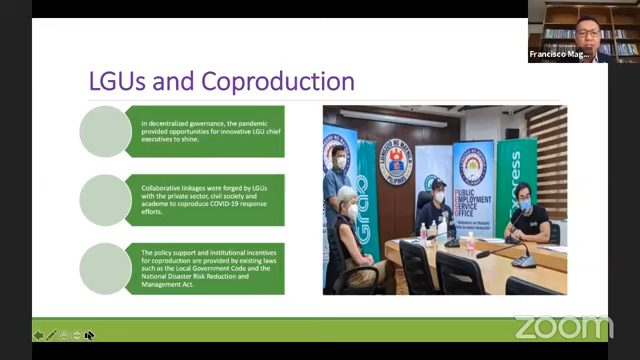 Francisco Mag...
LGUs and Coproduction
In decentralized governance, the pandemic
provided opportunities for innovative LGU chief
executives to shine.
Collaborative linkages were forged by LGUs
with the private sector, civil society and
academe to coproduce COVID-19 response
efforts.
The policy support and institutional incentives
for coproduction are provided by existing laws
such as the Local Government Code and the
National Disaster Risk Reduction and
Management Act.
Grab
PUBLIC
EMPLOYMENT
SERVICE
OFFICE
zoom